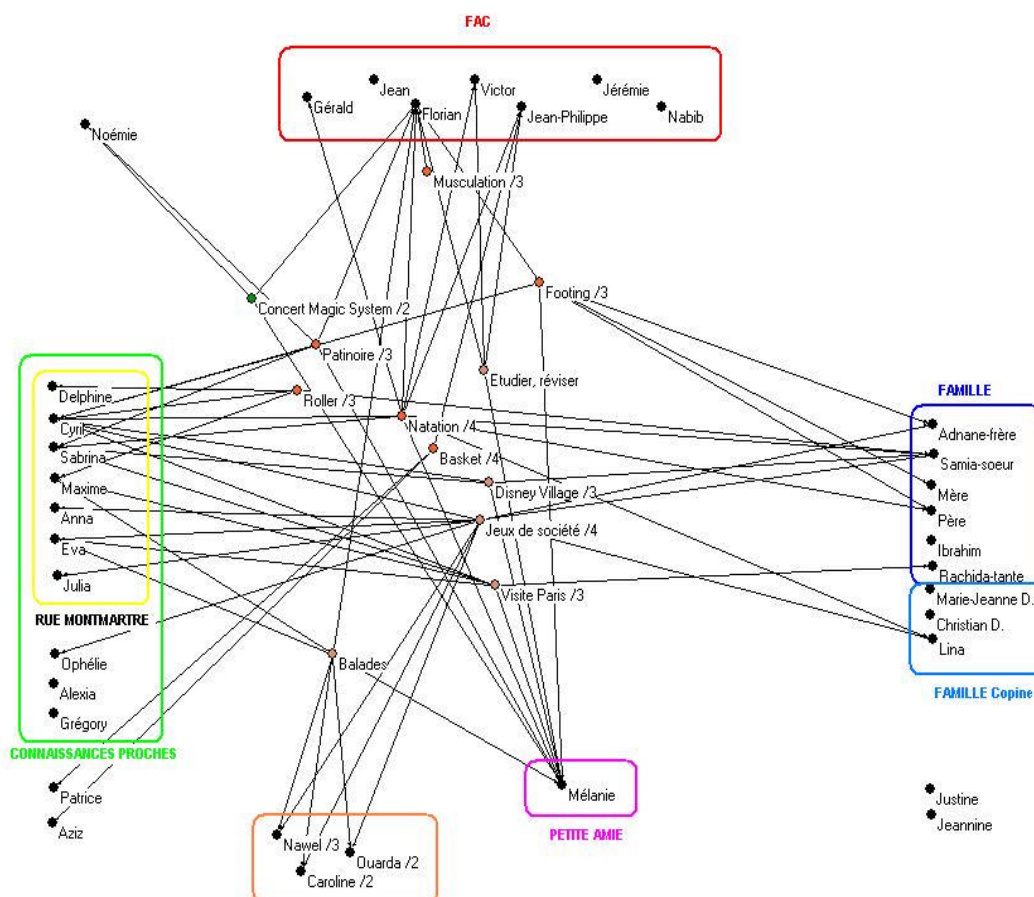 FAC
Jean
Victor
Jérémie
Gérald
Florian
Jean-Philippe
Nabib
Noémie
Musculation /3
Footing /3
Concert Magic System /2
Patinoire /3
Etudier, réviser
Delphine
Roller /3
FAMILLE
Cyril
Natation /4
Adnane-frère
Sabrina
Basket /4
Samia-soeur
Maxime
Disney Village /3
Mère
Anna
Jeux de société /4
Père
Eva
Ibrahim
Julia
Visite Paris /3
Rachida-tante
Marie-Jeanne D.
RUE MONTMARTRE
Christian D.
Lina
Ophélie
Balades
Alexia
FAMILLE Copine
Grégory
CONNAISSANCES PROCHES
Patrice
Mélanie
Justine
Aziz
PETITE AMIE
Jeannine
Nawel /3
Ouarda /2
Caroline /2